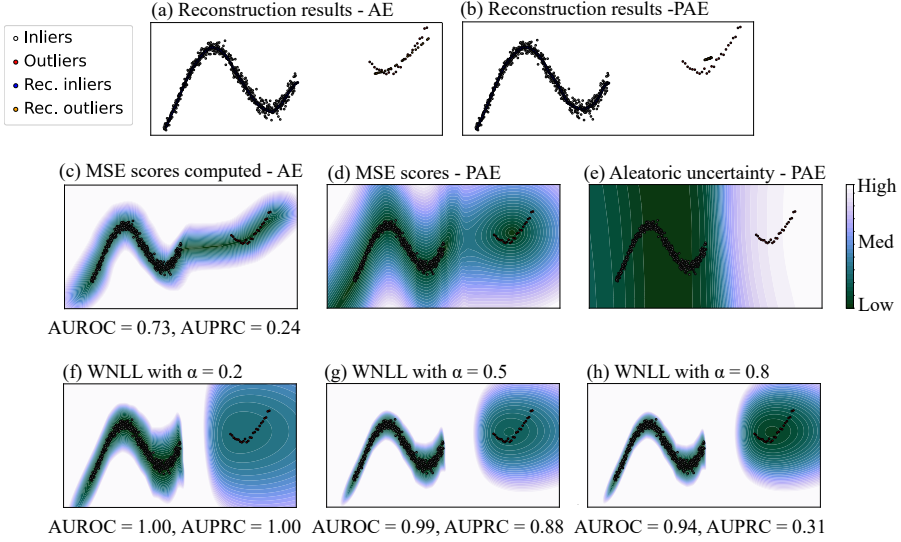 (a) Reconstruction results - AE
(b) Reconstruction results -PAE
Inliers
Outliers
Rec. inliers
Rec. outliers
(c) MSE scores computed - AE
(d) MSE scores - PAE
(e) Aleatoric uncertainty - PAE
High
Med
Low
AUROC = 0.73, AUPRC = 0.24
(f) WNLL with α = 0.2
(g) WNLL with α = 0.5
(h) WNLL with α = 0.8
AUROC = 1.00, AUPRC = 1.00
AUROC = 0.99, AUPRC = 0.88
AUROC = 0.94, AUPRC = 0.31